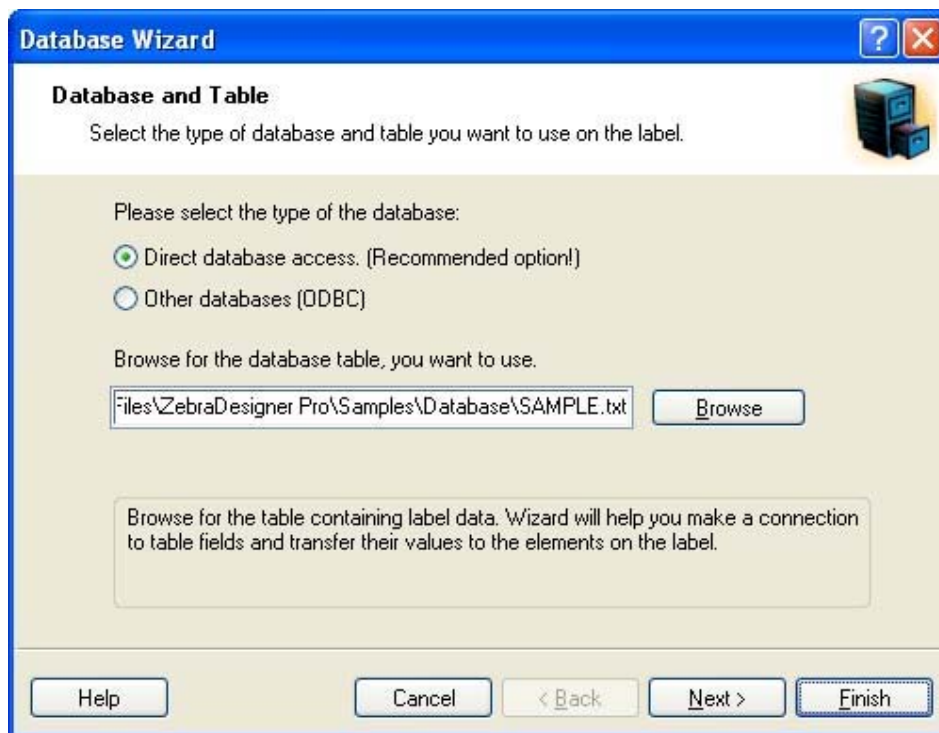 Database Wizard
Database and Table
Select the type of database and table you want to use on the label.
Please select the type of the database:
Direct database access. (Recommended option!)
Other databases (ODBC)
Browse for the database table, you want to use.
Files\ZebraDesigner Pro\Samples\Database\SAMPLE.txt
Browse
Browse for the table containing label data. Wizard will help you make a connection
to table fields and transfer their values to the elements on the label.
Help
Cancel
< Back
Next >
Finish